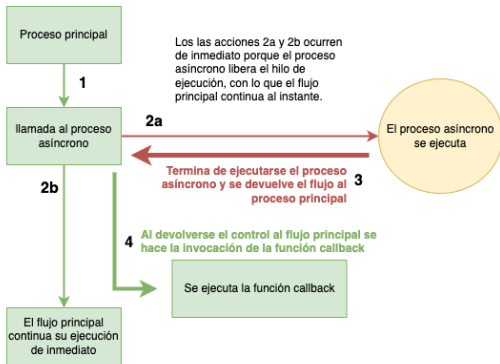 Proceso principal
Los las acciones 2a y 2b ocurren
de inmediato porque el proceso
asíncrono libera el hilo de
ejecución, con lo que el flujo
principal continua al instante.
1
llamada al proceso
asíncrono
2a
El proceso asíncrono
se ejecuta
Termina de ejecutarse el proceso
asíncrono y se devuelve el flujo al
proceso principal
3
2b
4
Al devolverse el control al flujo principal se
hace la invocación de la función callback
Se ejecuta la función callback
El flujo principal
continua su ejecución
de inmediato